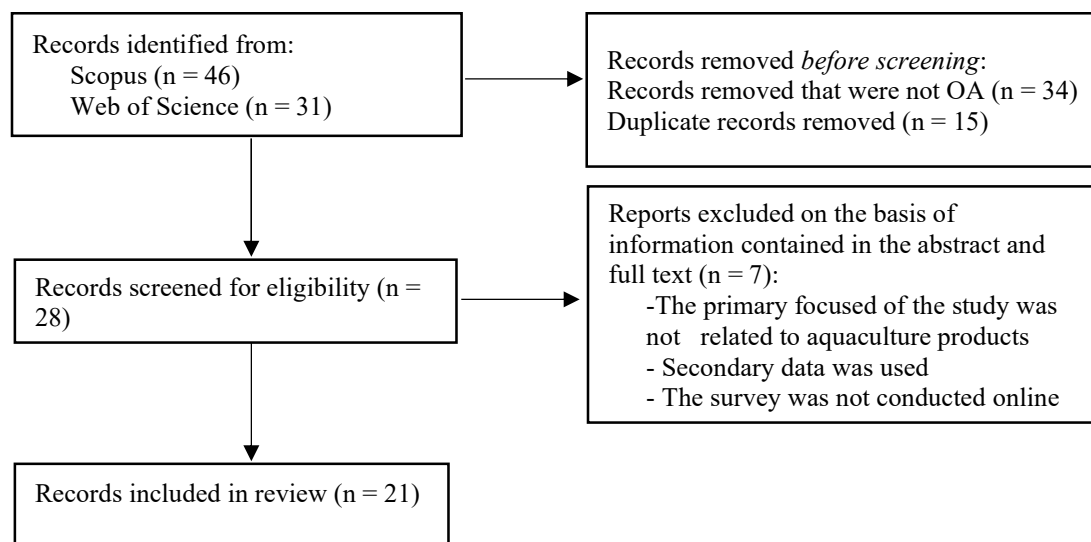 Records identified from:
Scopus (n = 46)
Web of Science (n = 31)
Records removed before screening:
Records removed that were not OA (n = 34)
Duplicate records removed (n = 15)
Records screened for eligibility (n =
28)
Reports excluded on the basis of
information contained in the abstract and
full text (n = 7):
-The primary focused of the study was
not related to aquaculture products
- Secondary data was used
- The survey was not conducted online
Records included in review (n = 21)